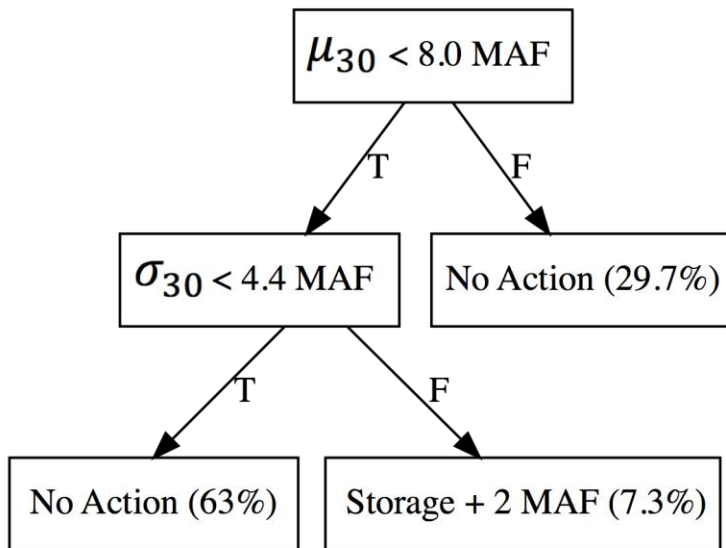 μ₃₀ < 8.0 MAF
T
F
σ₃₀ < 4.4 MAF
No Action (29.7%)
T
F
No Action (63%)
Storage + 2 MAF (7.3%)